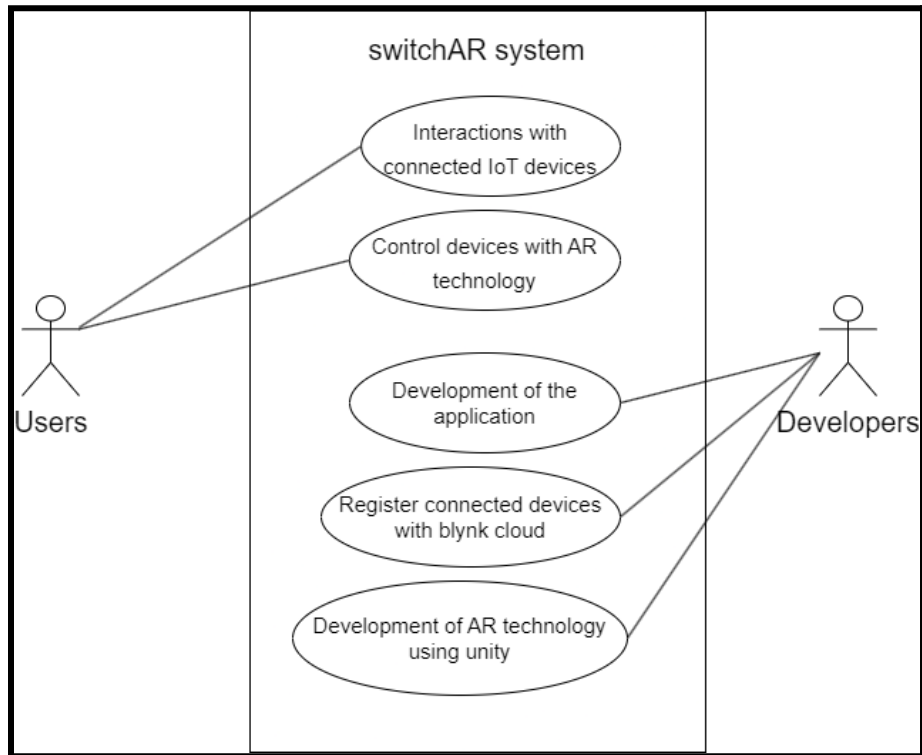 switchAR system
Interactions with
connected IoT devices
Control devices with AR
technology
Users
Developers
Development of the
application
Register connected devices
with blynk cloud
Development of AR technology
using unity